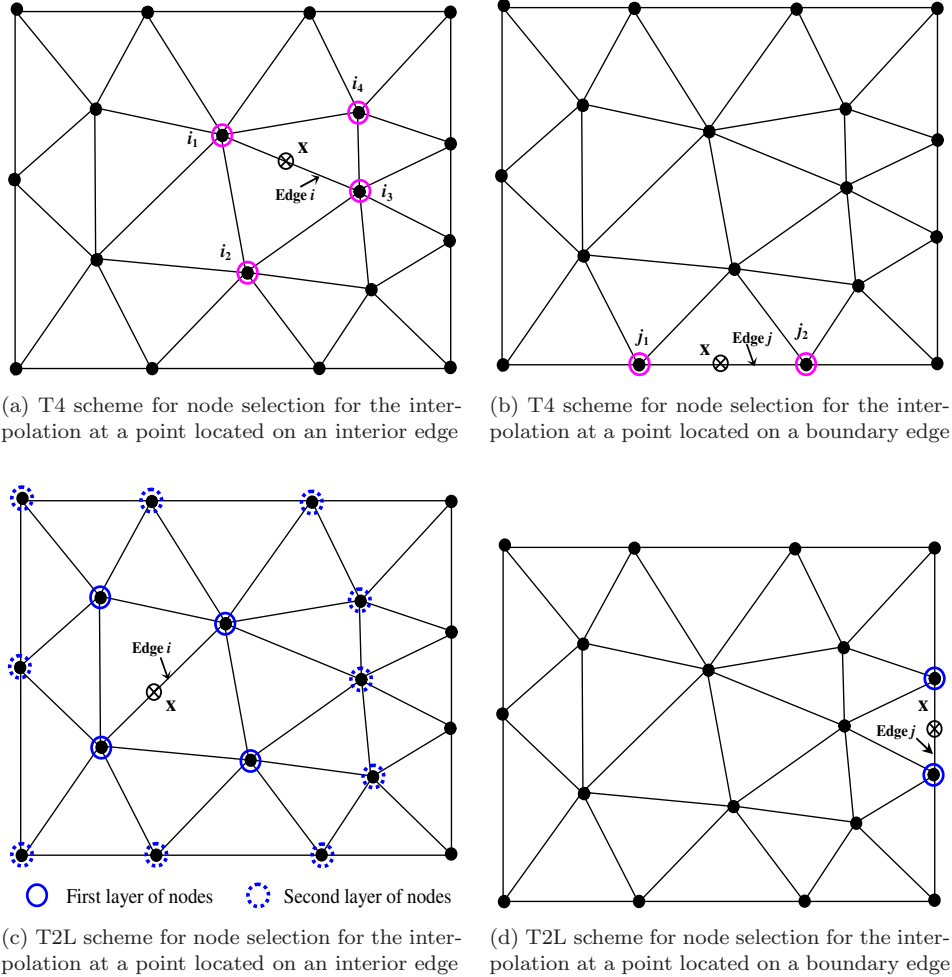 i4
i1
x
Edge i
i3
i2
j1
x
Edge j
j2
(a) T4 scheme for node selection for the inter-
polation at a point located on an interior edge
(b) T4 scheme for node selection for the inter-
polation at a point located on a boundary edge
Edge i
x
First layer of nodes
Second layer of nodes
x
Edge j
(c) T2L scheme for node selection for the inter-
polation at a point located on an interior edge
(d) T2L scheme for node selection for the inter-
polation at a point located on a boundary edge